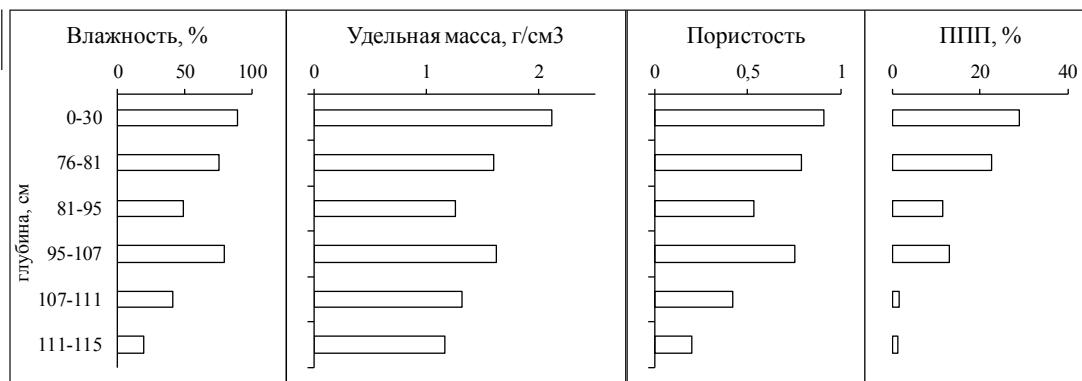 Влажность, %
Удельная масса, г/см3
Пористость
ППП, %
0 50 100
0 1 2
0 0,5 1
0 20 40
глубина, см
0-30
76-81
81-95
95-107
107-111
111-115